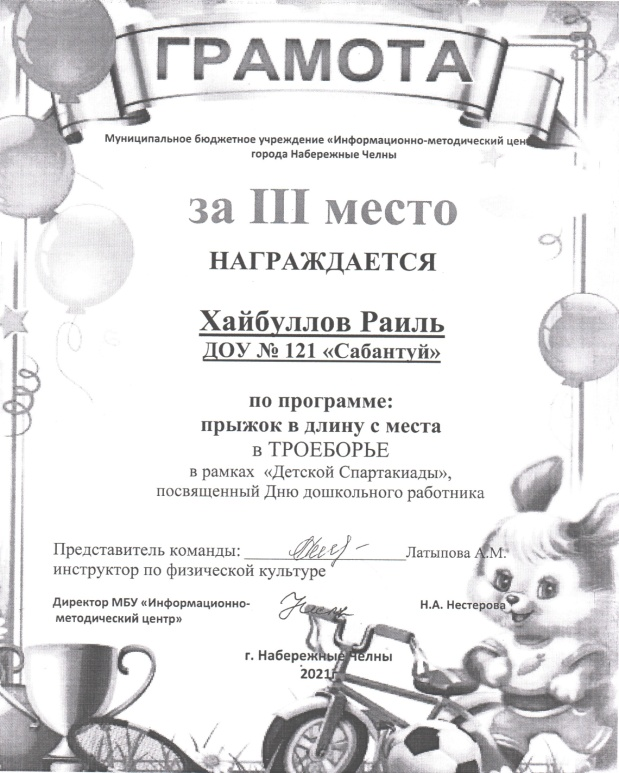 ГРАМОТА
Муниципальное бюджетное учреждение «Информационно-методический цен
города Набережные Челны
за III место
НАГРАЖДАЕТСЯ
Хайбуллов Раиль
ДОУ № 121 «Сабантуй»
по программе:
прыжок в длину с места
в ТРОЕБОРЬЕ
в рамках «Детской Спартакиады»,
посвященный Дню дошкольного работника
Представитель команды: Латыпова А.М.
инструктор по физической культуре
Директор МБУ «Информационно- Н.А. Нестерова
методический центр»
г. Набережные Челны
2021г